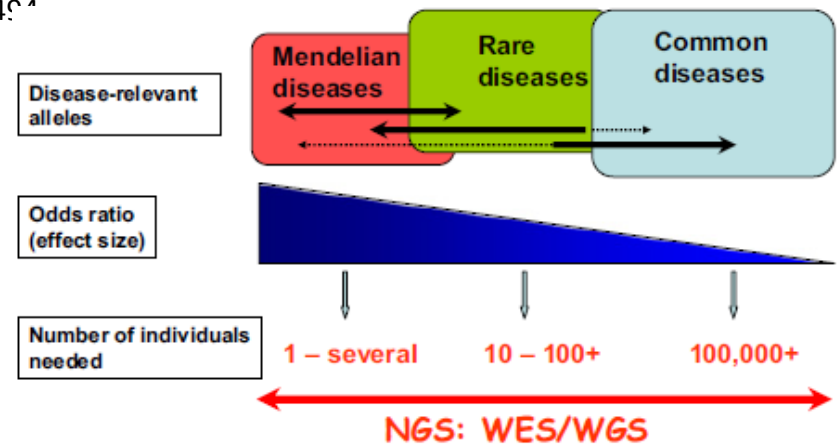 Mendelian
diseases
Rare
diseases
Common
diseases
Disease-relevant
alleles
Odds ratio
(effect size)
Number of individuals
needed
1 – several
10 – 100+
100,000+
NGS: WES/WGS